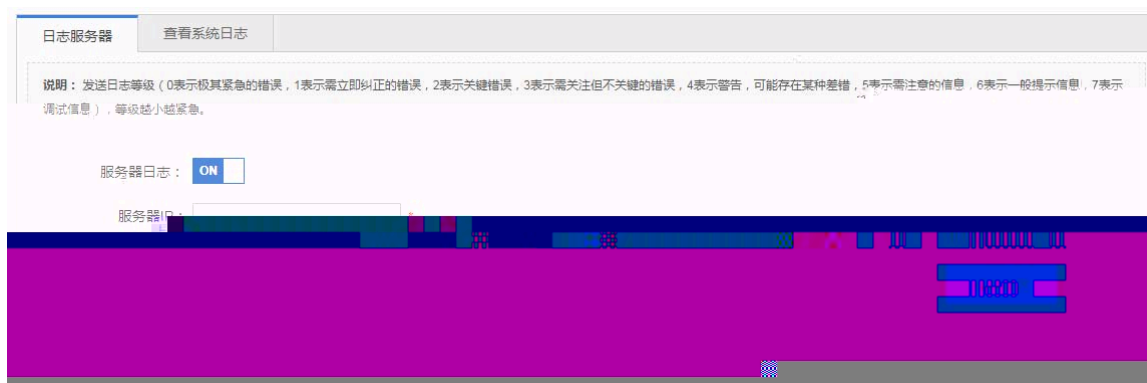 日志服务器 查看系统日志
说明：发送日志等级（0表示极其紧急的错误，1表示需立即纠正的错误，2表示关键错误，3表示需关注但不关键的错误，4表示警告，可能存在某种差错，5表示需注意的信息，6表示一般提示信息，7表示
调试信息），等级越小越紧急。
服务器日志： ON
服务器IP： *